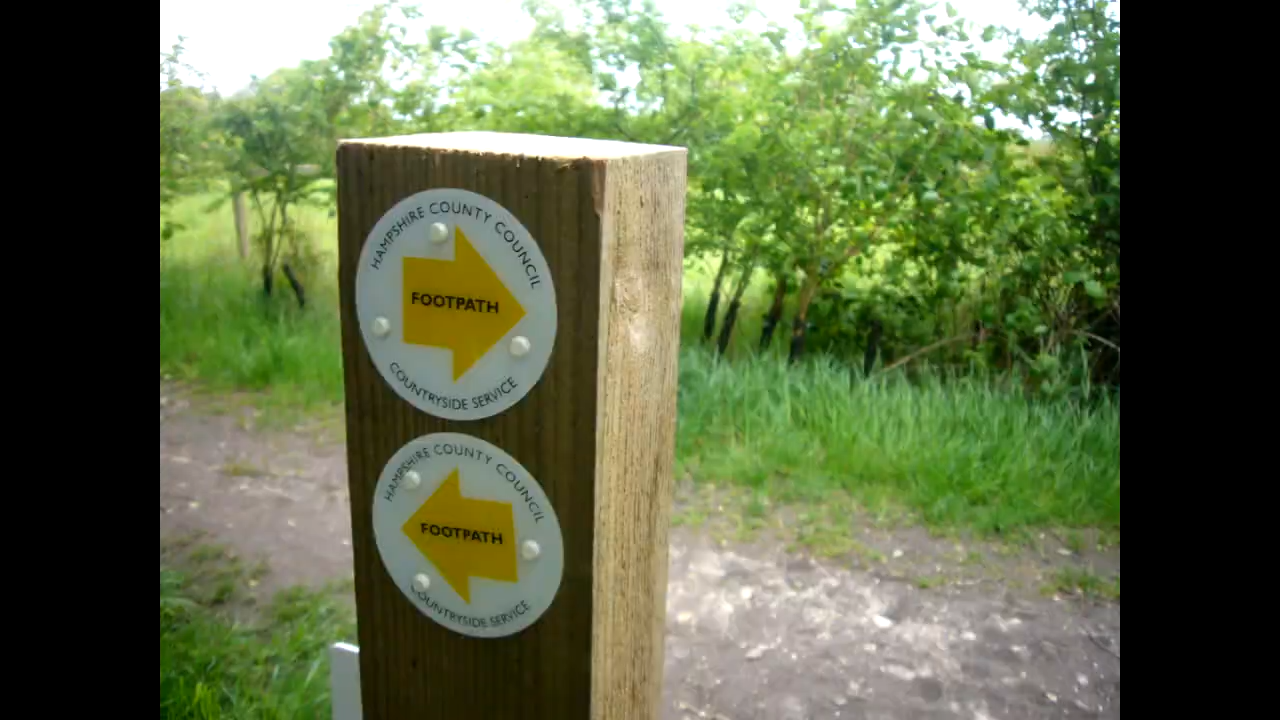 HAMPSHIRE COUNTY COUNCIL
FOOTPATH
COUNTRYSIDE SERVICE
HAMPSHIRE COUNTY COUNCIL
FOOTPATH
COUNTRYSIDE SERVICE